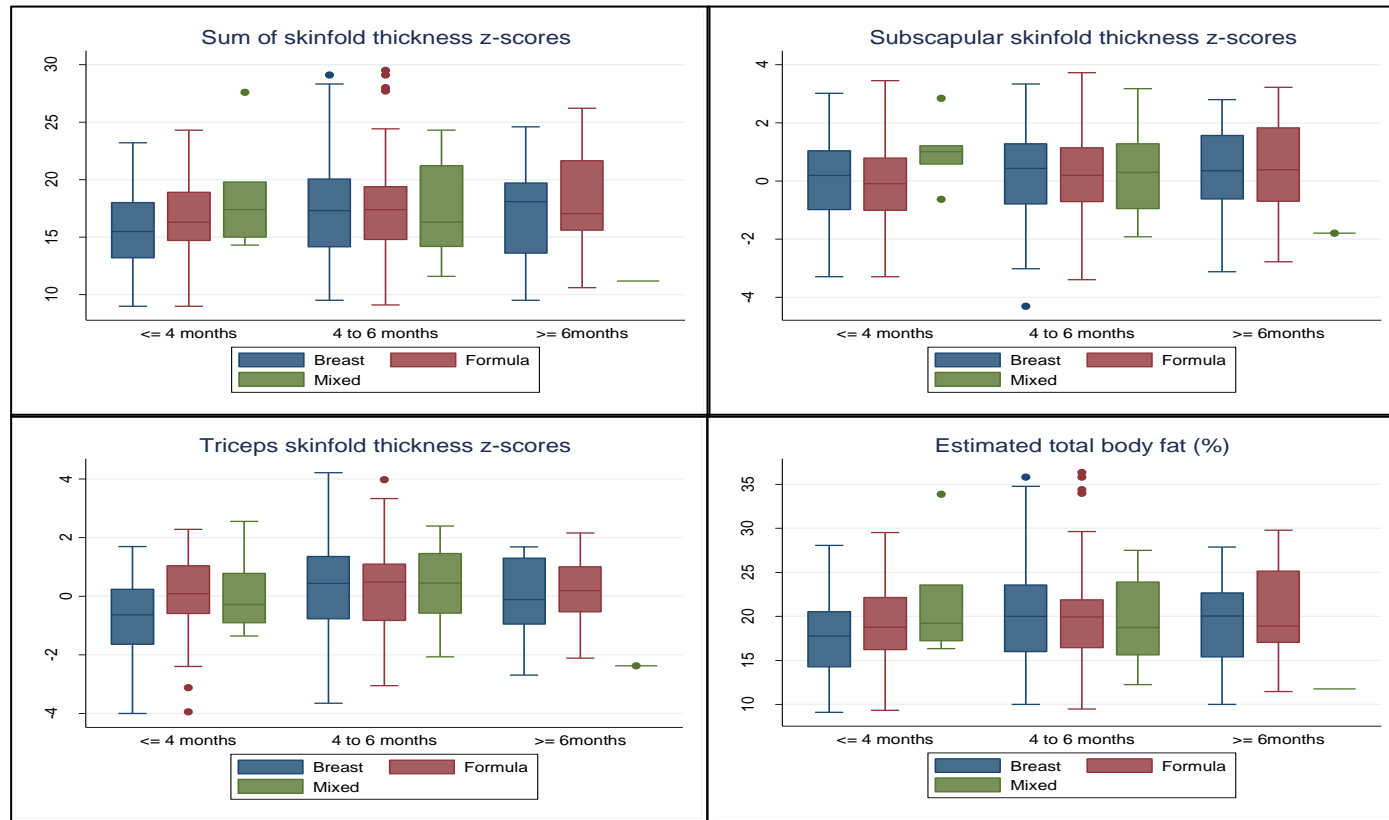 Sum of skinfold thickness z-scores
30
25
20
15
10
<= 4 months 4 to 6 months >= 6months
Breast Formula
Mixed
Subscapular skinfold thickness z-scores
4
2
0
-2
-4
<= 4 months 4 to 6 months >= 6months
Breast Formula
Mixed
Triceps skinfold thickness z-scores
4
2
0
-2
-4
<= 4 months 4 to 6 months >= 6months
Breast Formula
Mixed
Estimated total body fat (%)
35
30
25
20
15
10
<= 4 months 4 to 6 months >= 6months
Breast Formula
Mixed